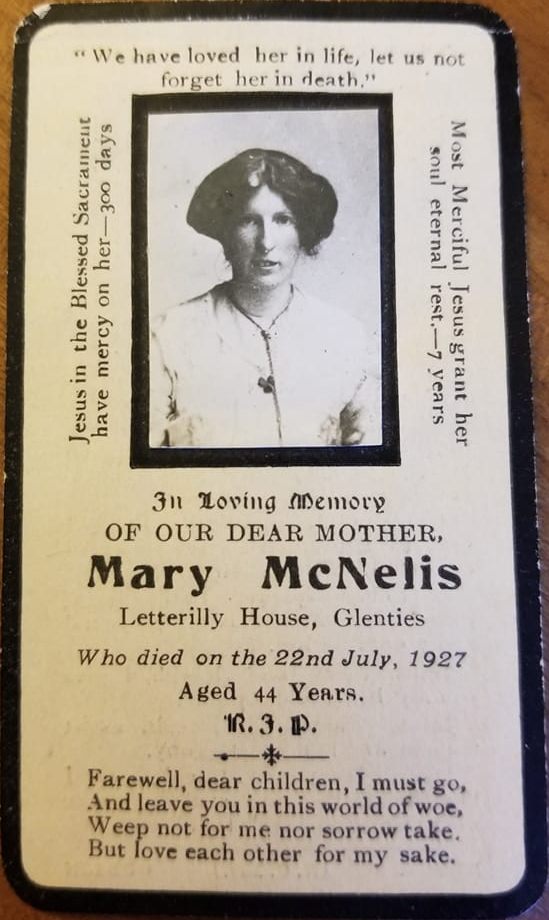 “ We have loved her in life, let us not
forget her in death.”
Jesus in the Blessed Sacrament
have mercy on her—300 days
Most Merciful Jesus grant her
soul eternal rest.—7 years
In Loving Memory
OF OUR DEAR MOTHER,
Mary McNelis
Letterilly House, Glenties
Who died on the 22nd July, 1927
Aged 44 Years.
R. I. P.
Farewell, dear children, I must go,
And leave you in this world of woe,
Weep not for me nor sorrow take.
But love each other for my sake.